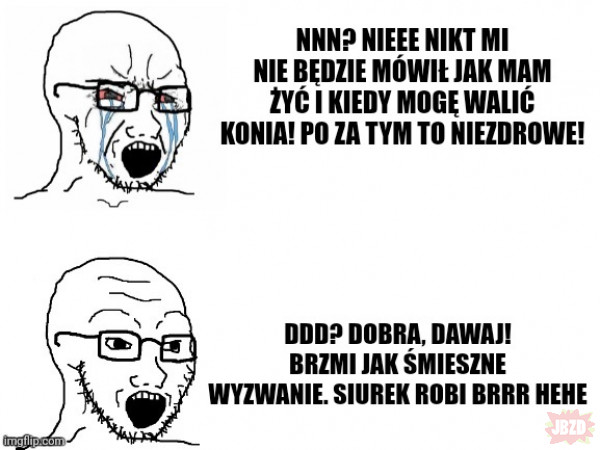 NNN? NIEEE NIKT MI
NIE BĘDZIE MÓWIŁ JAK MAM
ŻYĆ I KIEDY MOGĘ WALIĆ
KONIA! PO ZA TYM TO NIEZDROWE!
DDD? DOBRA, DAWAJ!
BRZMI JAK ŚMIESZNE
WYZWANIE. SIUREK ROBI BRRR HEHE
JBZD
imgflip.com